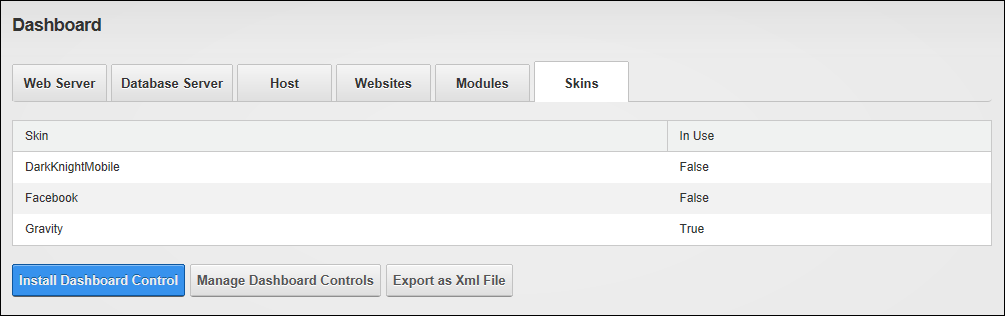 Dashboard
Web Server Database Server Host Websites Modules Skins
Skin In Use
DarkKnightMobile False
Facebook False
Gravity True
Install Dashboard Control Manage Dashboard Controls Export as Xml File